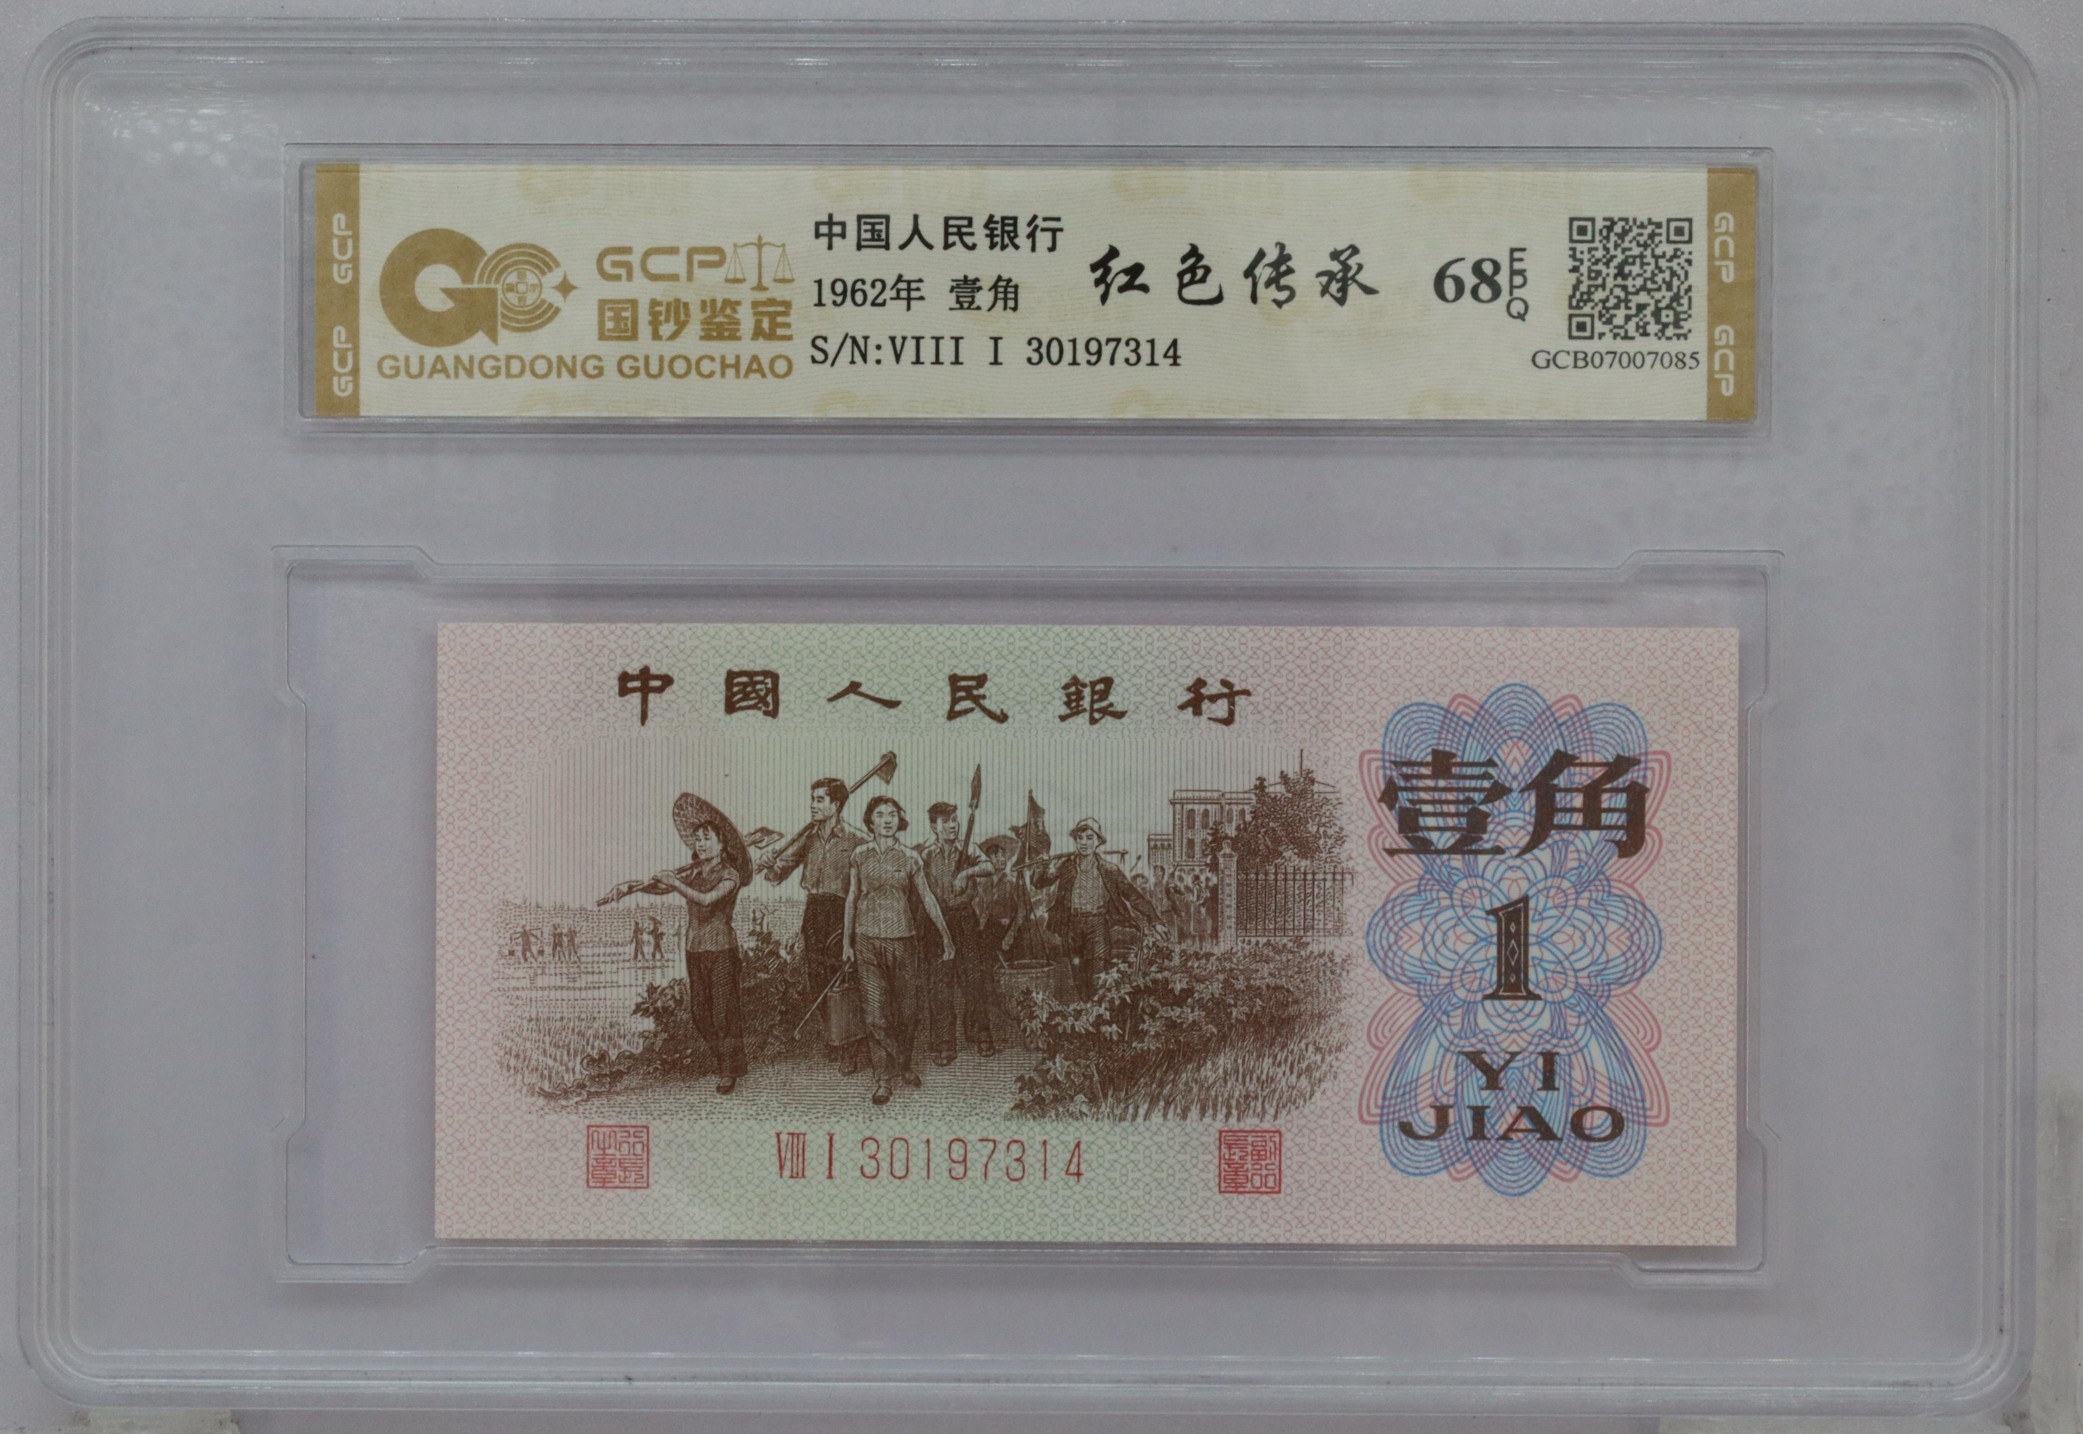 GCP GCP
GCP
国钞鉴定
GUANGDONG GUOCHAO
中国人民银行
1962年 壹角
S/N:VIII I 30197314
红色传承
68 EPQ
GCB07007085
GCP GCP
中國人民銀行
壹角
1
YI
JIAO
VIII I 30197314